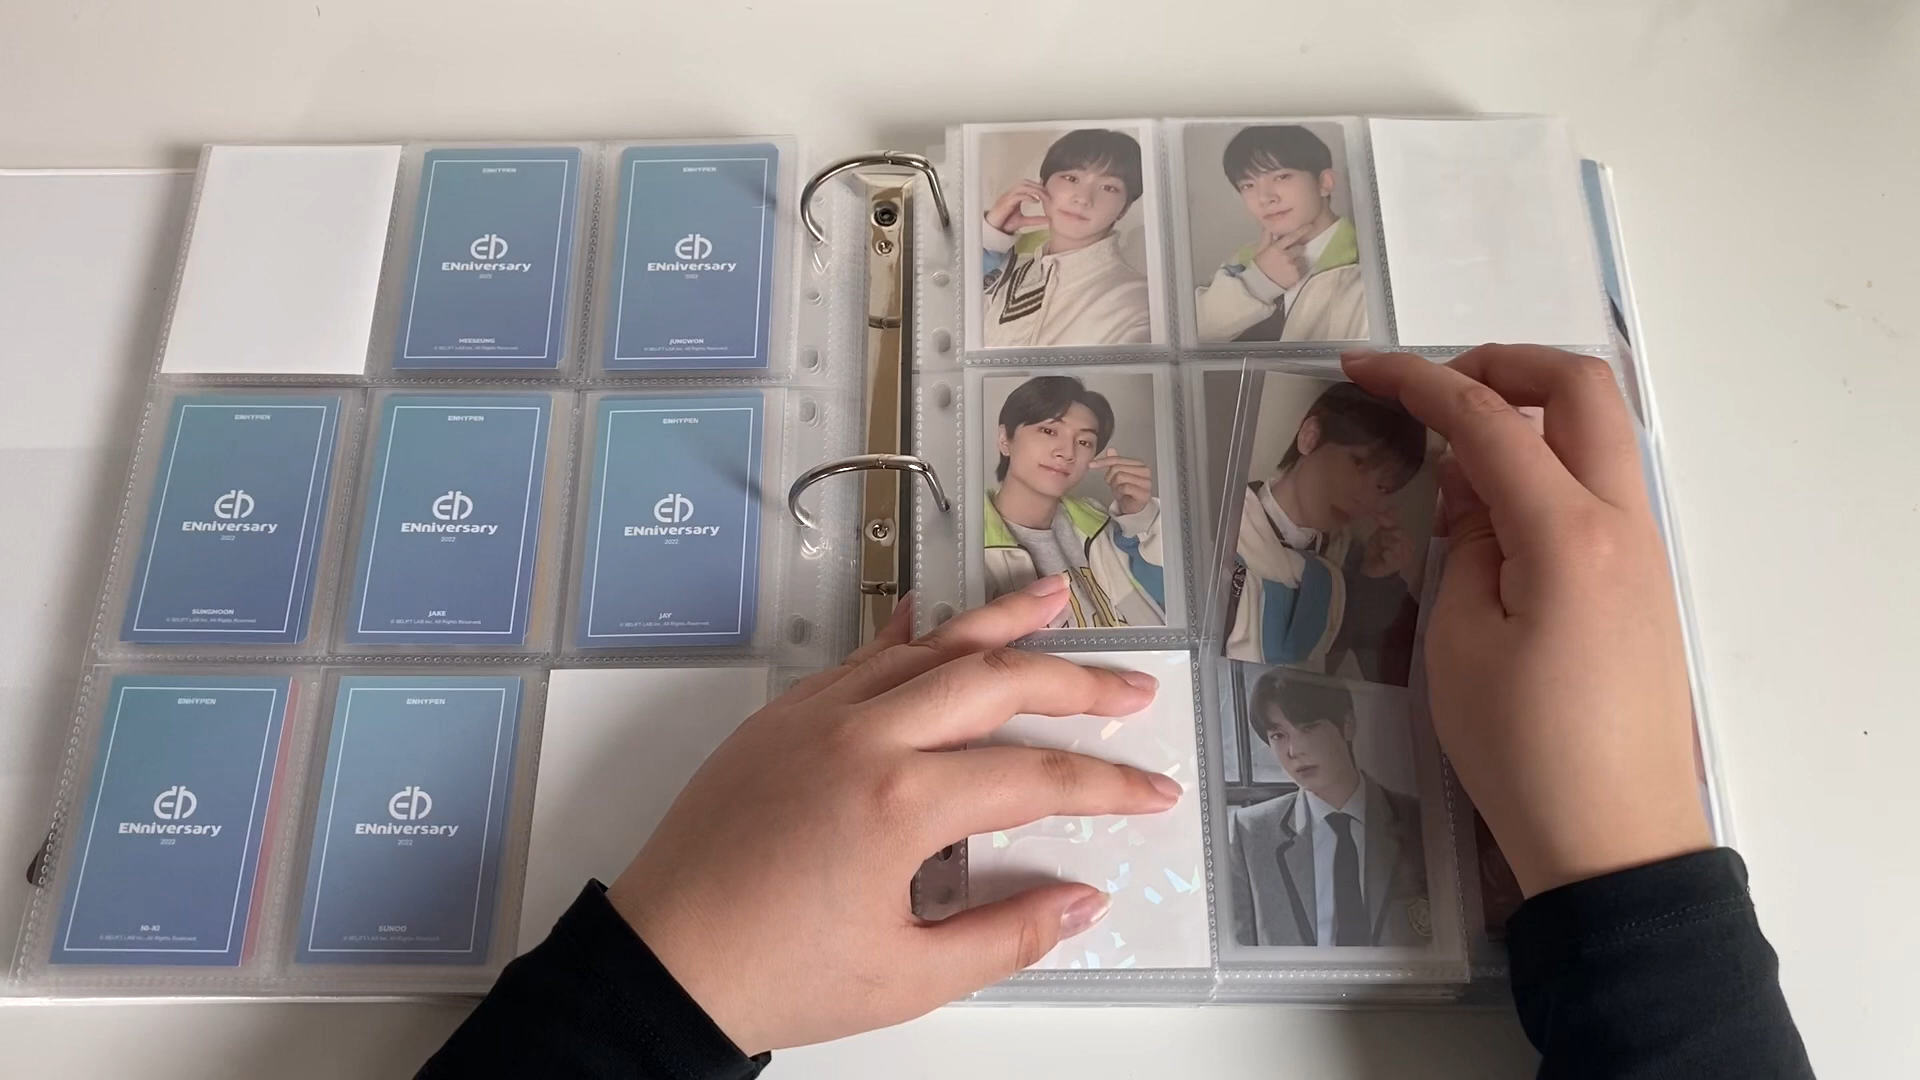 ENHYPEN
ENniversary
2022
HEESEUNG
© BELIFT LAB Inc. All Rights Reserved.
ENHYPEN
ENniversary
2022
JUNGWON
© BELIFT LAB Inc. All Rights Reserved.
ENHYPEN
ENniversary
2022
SUNGHOON
© BELIFT LAB Inc. All Rights Reserved.
ENHYPEN
ENniversary
2022
JAKE
© BELIFT LAB Inc. All Rights Reserved.
ENHYPEN
ENniversary
2022
JAY
© BELIFT LAB Inc. All Rights Reserved.
ENHYPEN
ENniversary
2022
NI-KI
© BELIFT LAB Inc. All Rights Reserved.
ENHYPEN
ENniversary
2022
SUNOO
© BELIFT LAB Inc. All Rights Reserved.